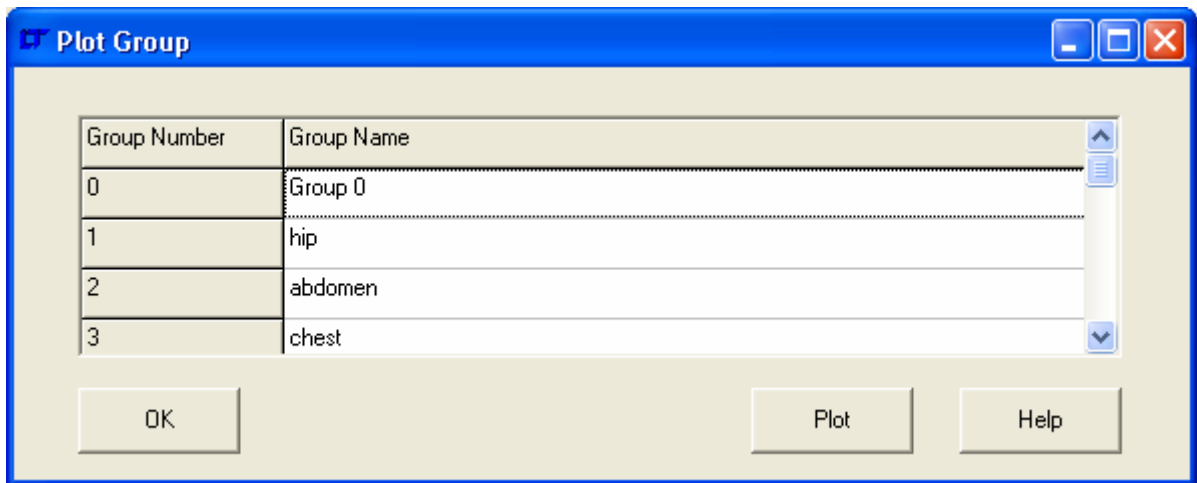 Plot Group
Group Number Group Name
0 Group 0
1 hip
2 abdomen
3 chest
OK Plot Help